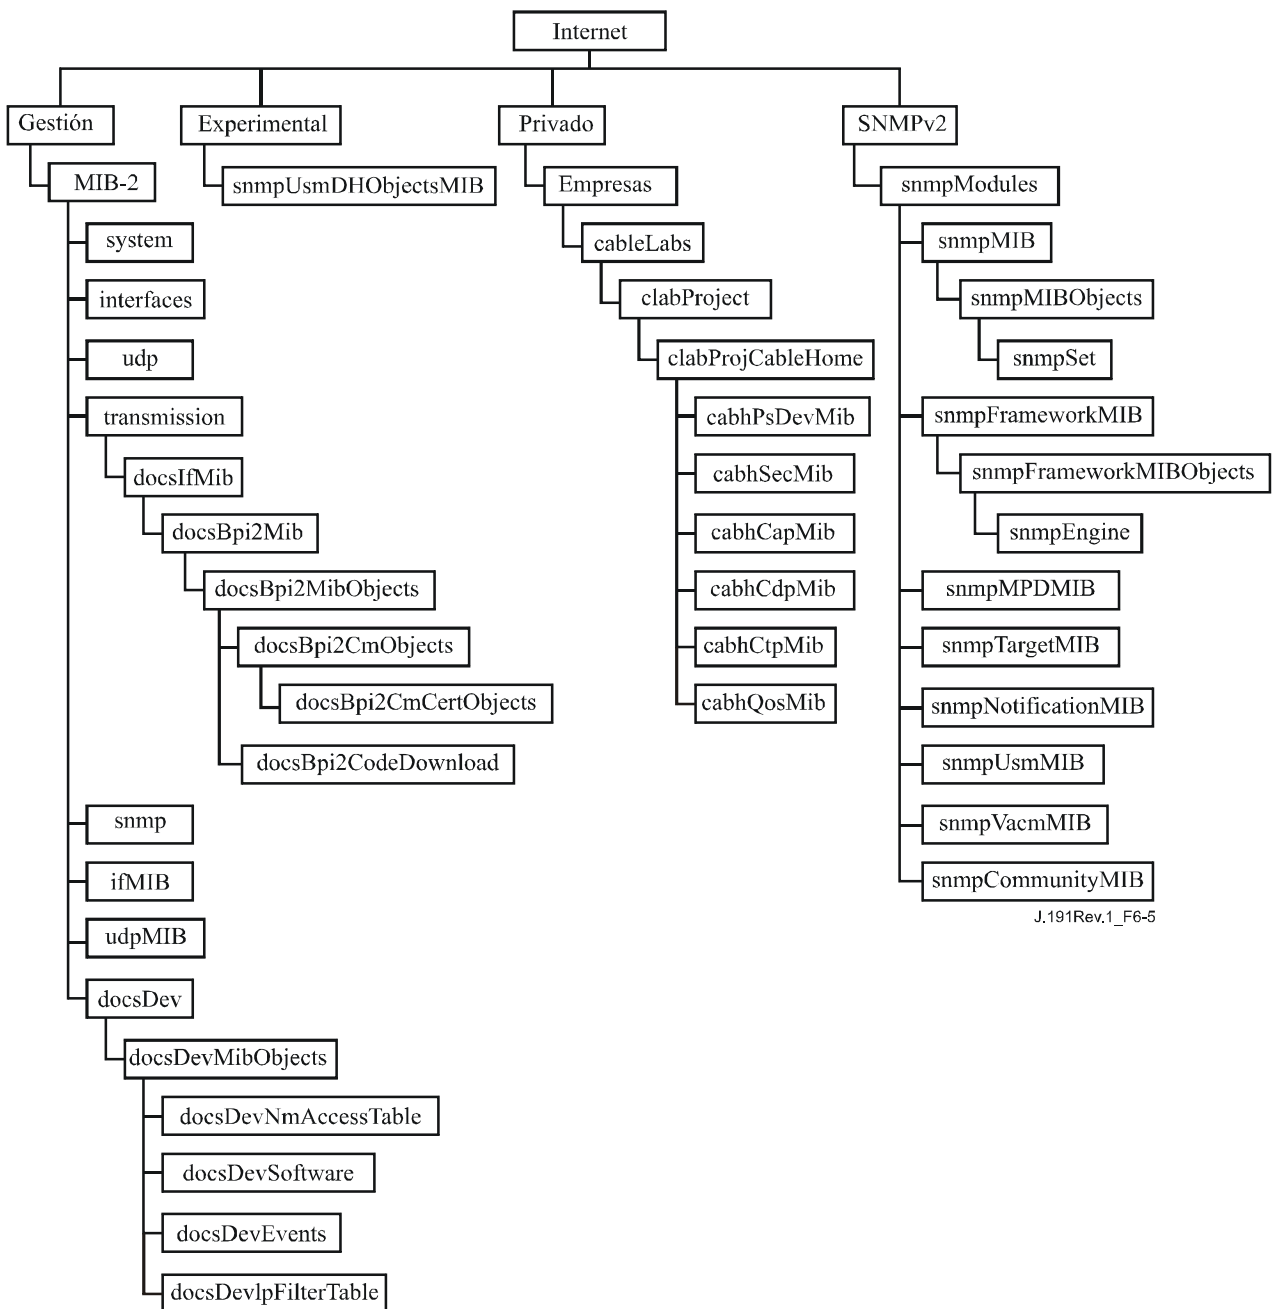 Internet
Gestión
Experimental
Privado
SNMPv2
MIB-2
system
interfaces
udp
transmission
docsIfMib
docsBpi2Mib
docsBpi2MibObjects
docsBpi2CmObjects
docsBpi2CmCertObjects
docsBpi2CodeDownload
snmp
ifMIB
udpMIB
docsDev
docsDevMibObjects
docsDevNmAccessTable
docsDevSoftware
docsDevEvents
docsDevlpFilterTable
snmpUsmDHObjectsMIB
Empresas
cableLabs
clabProject
clabProjCableHome
cabhPsDevMib
cabhSecMib
cabhCapMib
cabhCdpMib
cabhCtpMib
cabhQosMib
snmpModules
snmpMIB
snmpMIBObjects
snmpSet
snmpFrameworkMIB
snmpFrameworkMIBObjects
snmpEngine
snmpMPDMIB
snmpTargetMIB
snmpNotificationMIB
snmpUsmMIB
snmpVacmMIB
snmpCommunityMIB
J.191Rev.1_F6-5